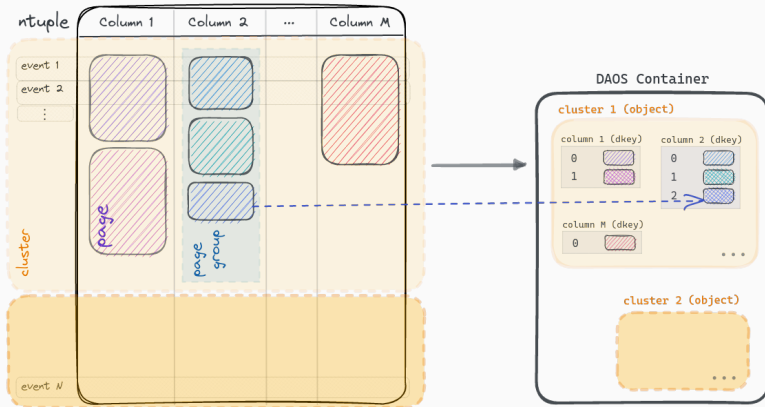 ntuple
Column 1
Column 2
...
Column M
event 1
event 2
⋮
page
page
group
cluster
event N
DAOS Container
cluster 1 (object)
column 1 (dkey)
0
1
column 2 (dkey)
0
1
2
column M (dkey)
0
...
cluster 2 (object)
...